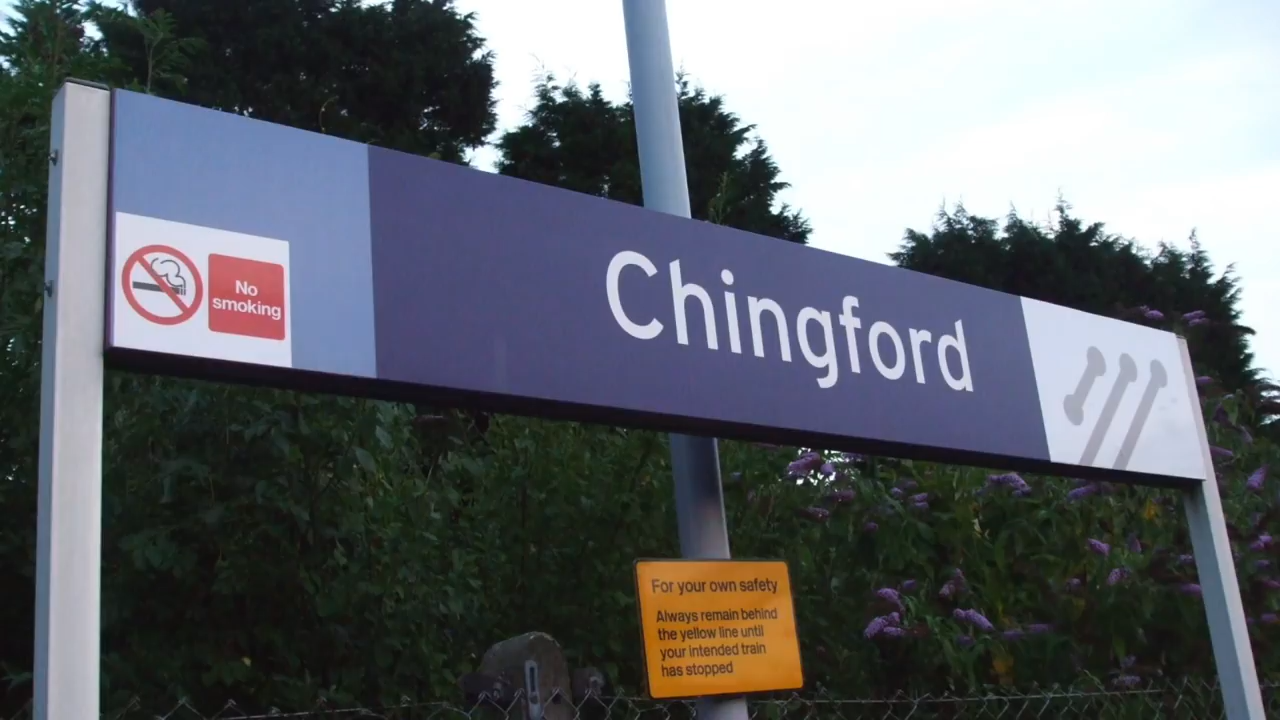 No
smoking
Chingford
For your own safety
Always remain behind
the yellow line until
your intended train
has stopped